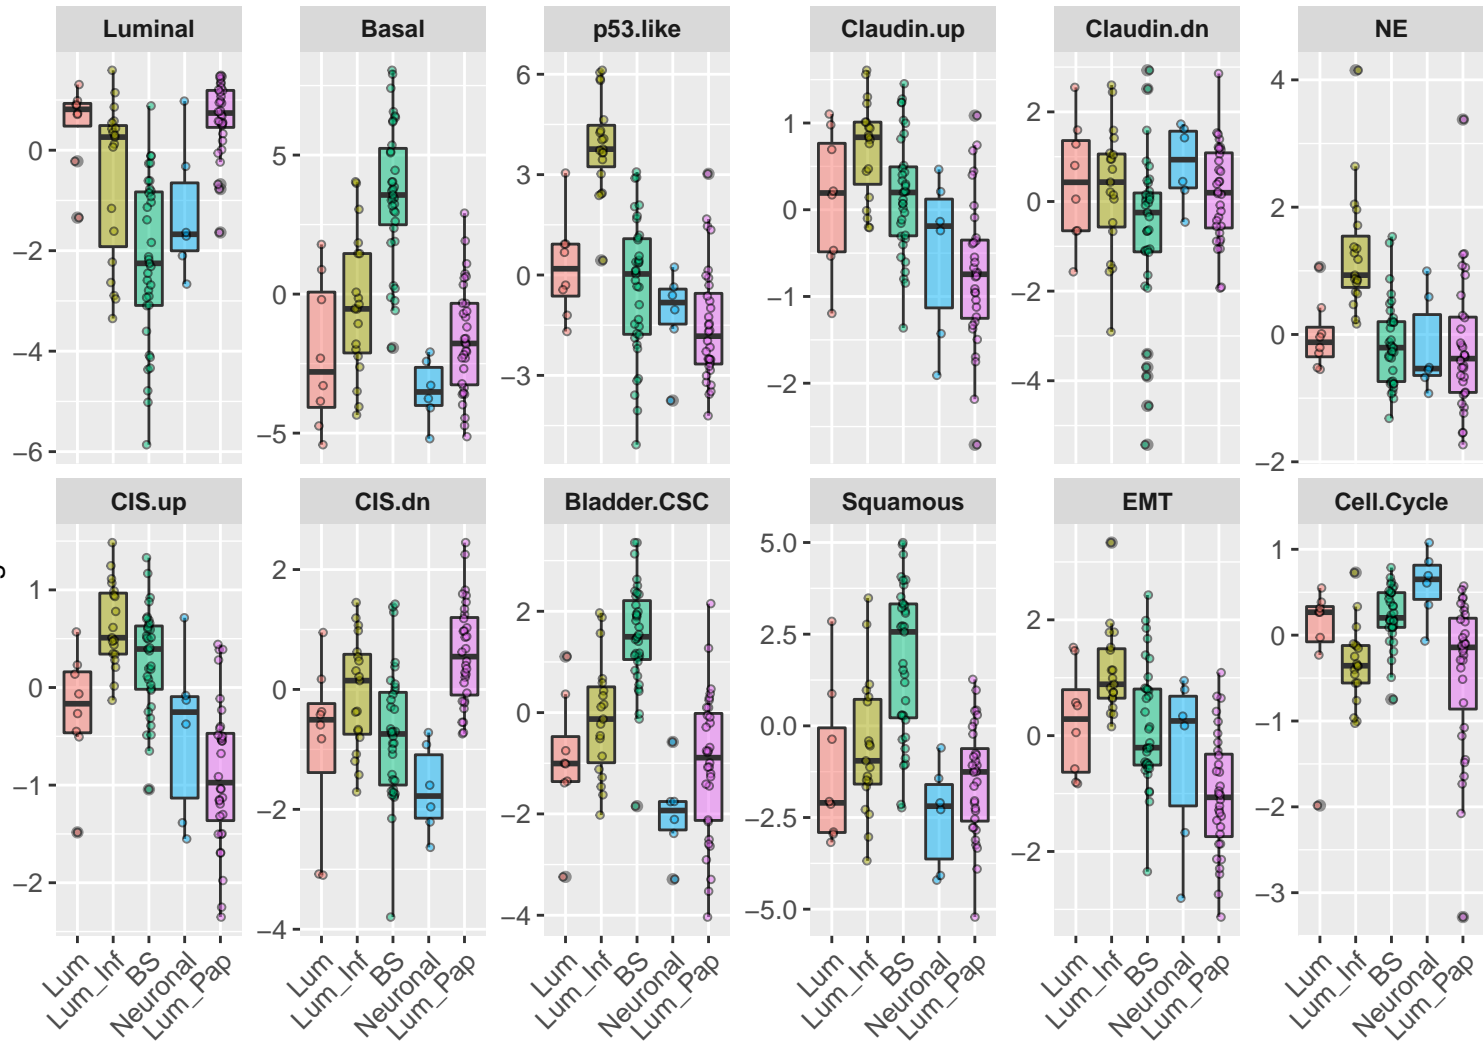 Luminal Basal p53.like Claudin.up Claudin.dn NE
0 −2 −4 −6
5 0 −5
6 3 0 −3
1 0 −1 −2
2 0 −2 −4
4 2 0 −2
CIS.up CIS.dn Bladder.CSC Squamous EMT Cell.Cycle
1 0 −1 −2
2 0 −2 −4
2 0 −2 −4
5.0 2.5 0.0 −2.5 −5.0
2 0 −2
1 0 −1 −2 −3
Lum Lum_Inf BS Neuronal Lum_Pap
Lum Lum_Inf BS Neuronal Lum_Pap
Lum Lum_Inf BS Neuronal Lum_Pap
Lum Lum_Inf BS Neuronal Lum_Pap
Lum Lum_Inf BS Neuronal Lum_Pap
Lum Lum_Inf BS Neuronal Lum_Pap